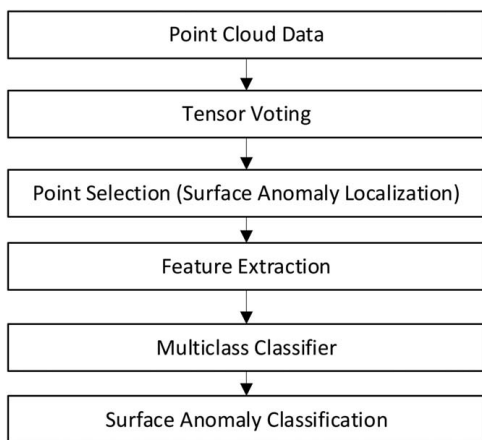 Point Cloud Data
Tensor Voting
Point Selection (Surface Anomaly Localization)
Feature Extraction
Multiclass Classifier
Surface Anomaly Classification